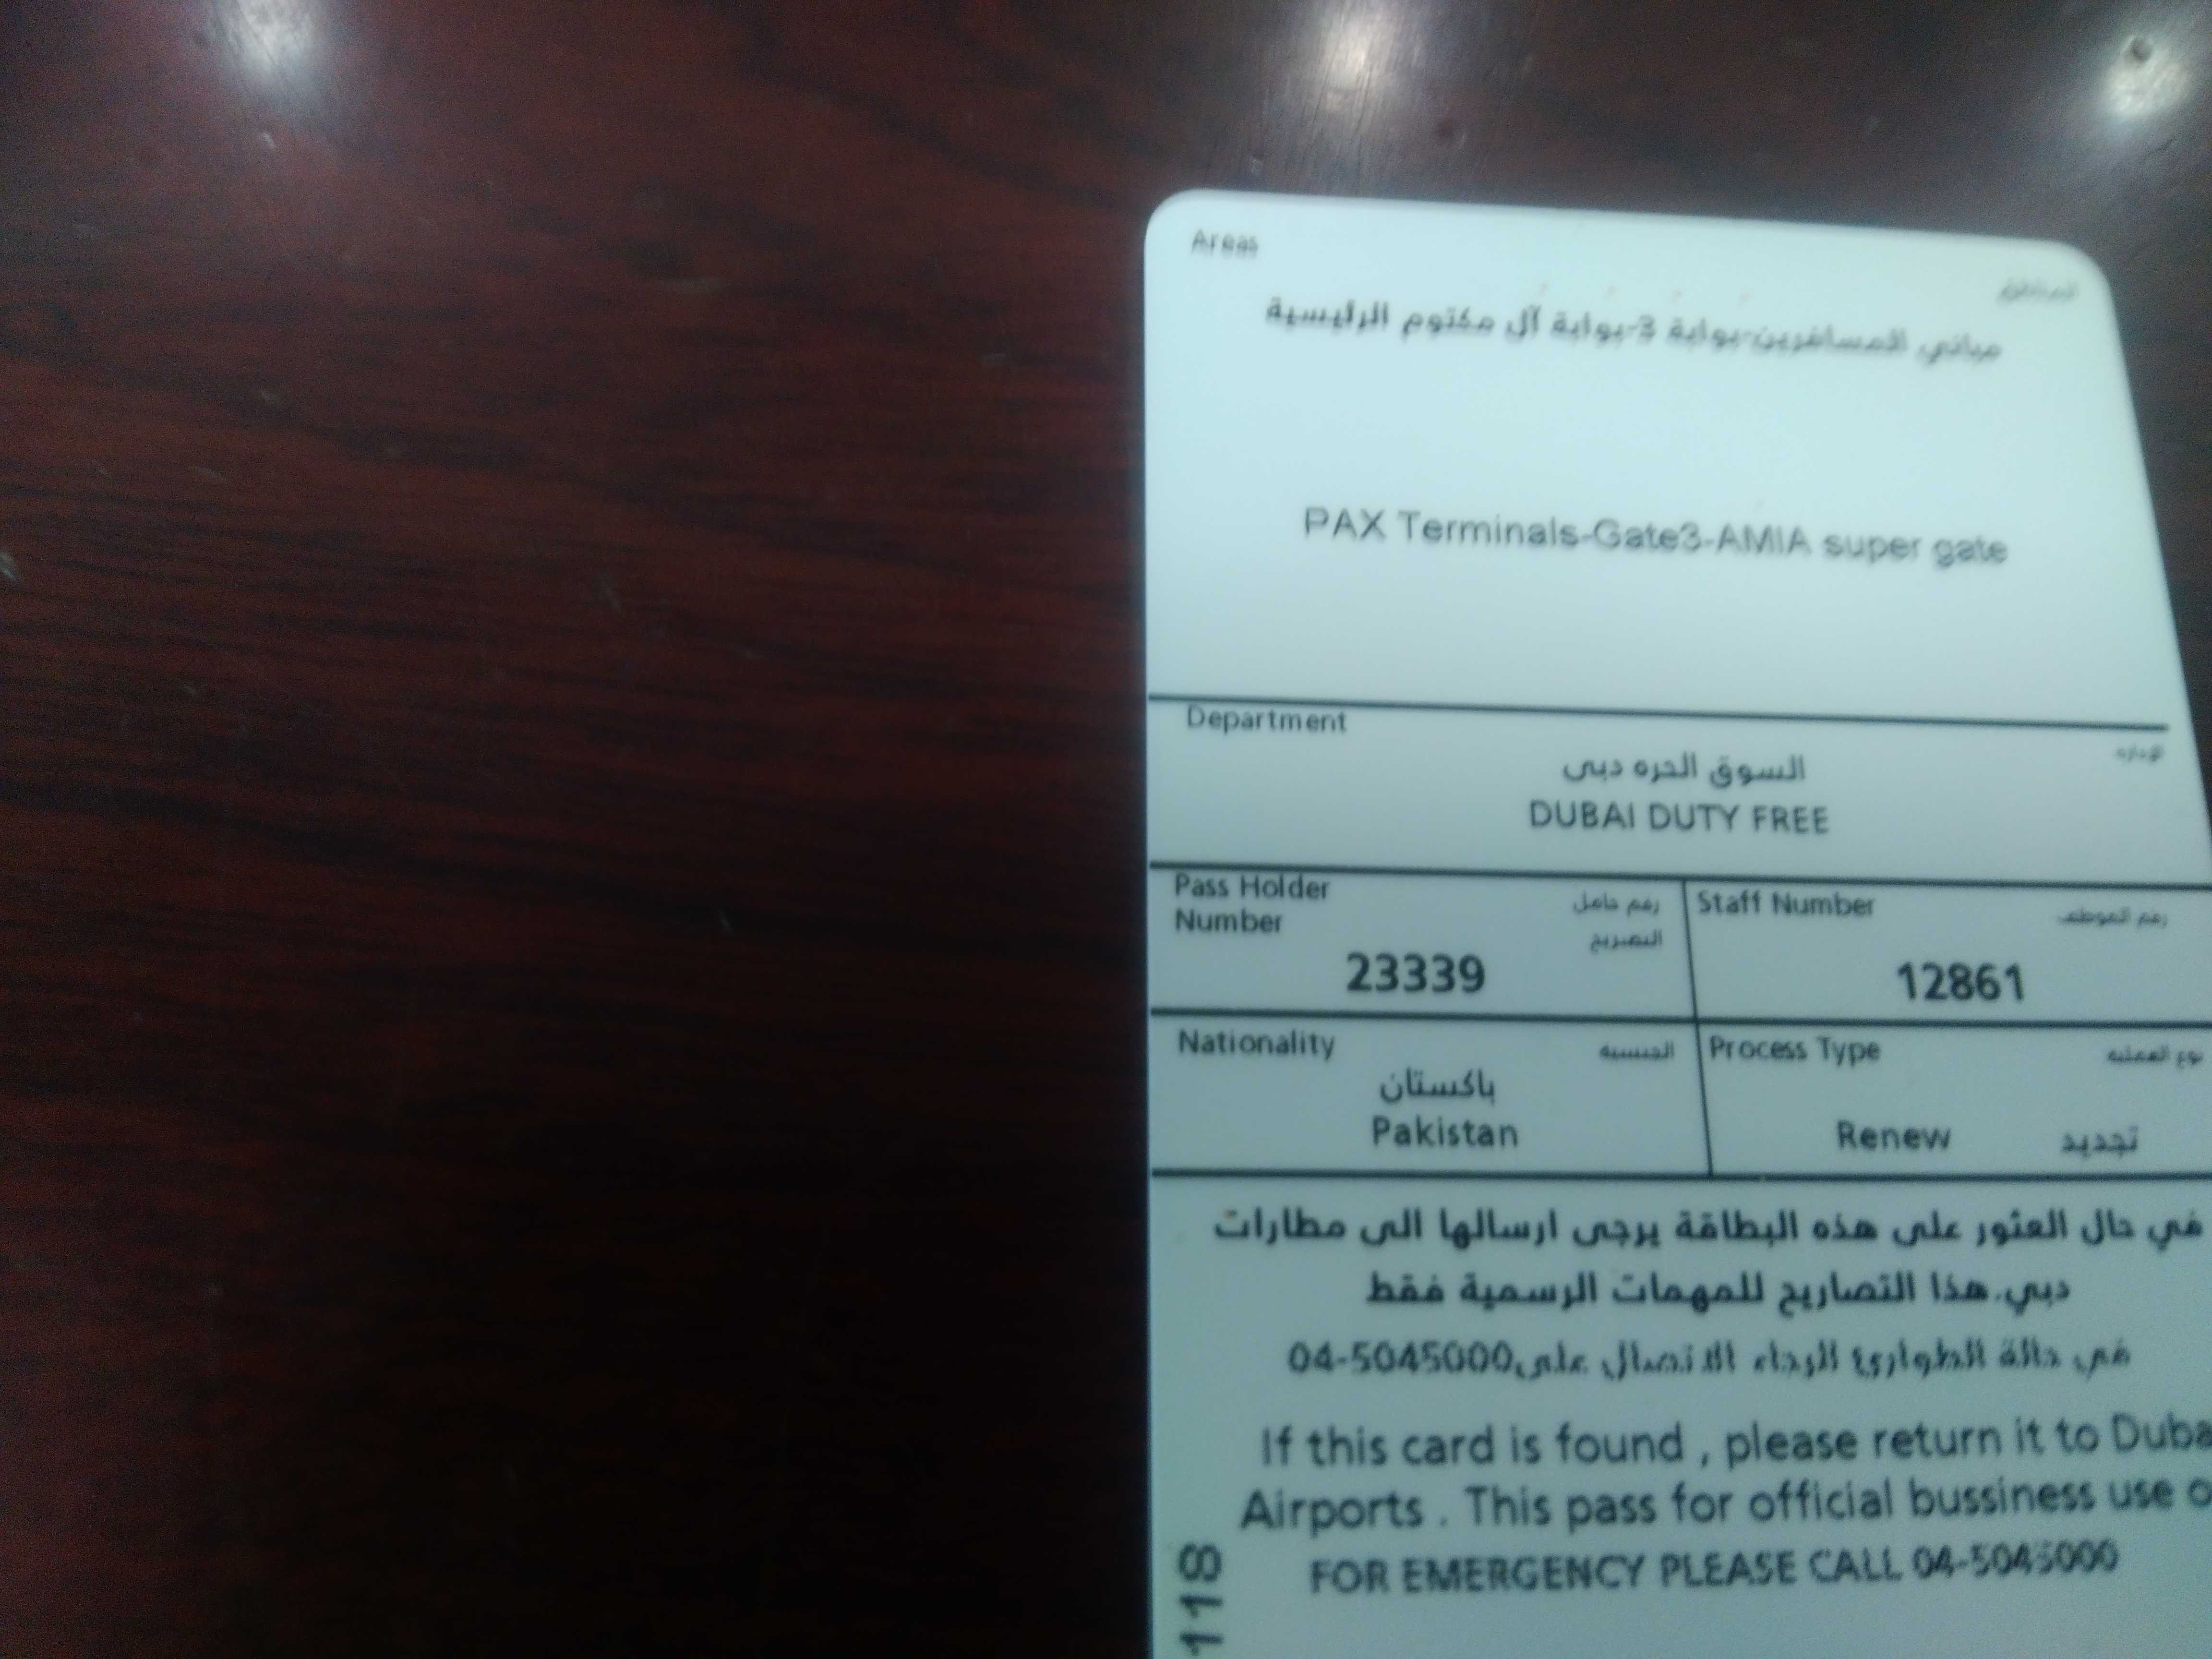 Areas
المناطق
مباني المسافرين-بوابة 3-بوابة آل مكتوم الرئيسية
PAX Terminals-Gate3-AMIA super gate
Department
الإدارة
السوق الحره دبى
DUBAI DUTY FREE
Pass Holder
Number
رقم حامل
التصريح
23339
Staff Number
رقم الموظف
12861
Nationality
الجنسية
باكستان
Pakistan
Process Type
نوع العملية
Renew
تجديد
في حال العثور على هذه البطاقة يرجى ارسالها الى مطارات
دبي.هذا التصاريح للمهمات الرسمية فقط
في حالة الطوارئ الرجاء الاتصال على04-5045000
If this card is found , please return it to Duba
Airports . This pass for official bussiness use o
FOR EMERGENCY PLEASE CALL 04-5045000
118